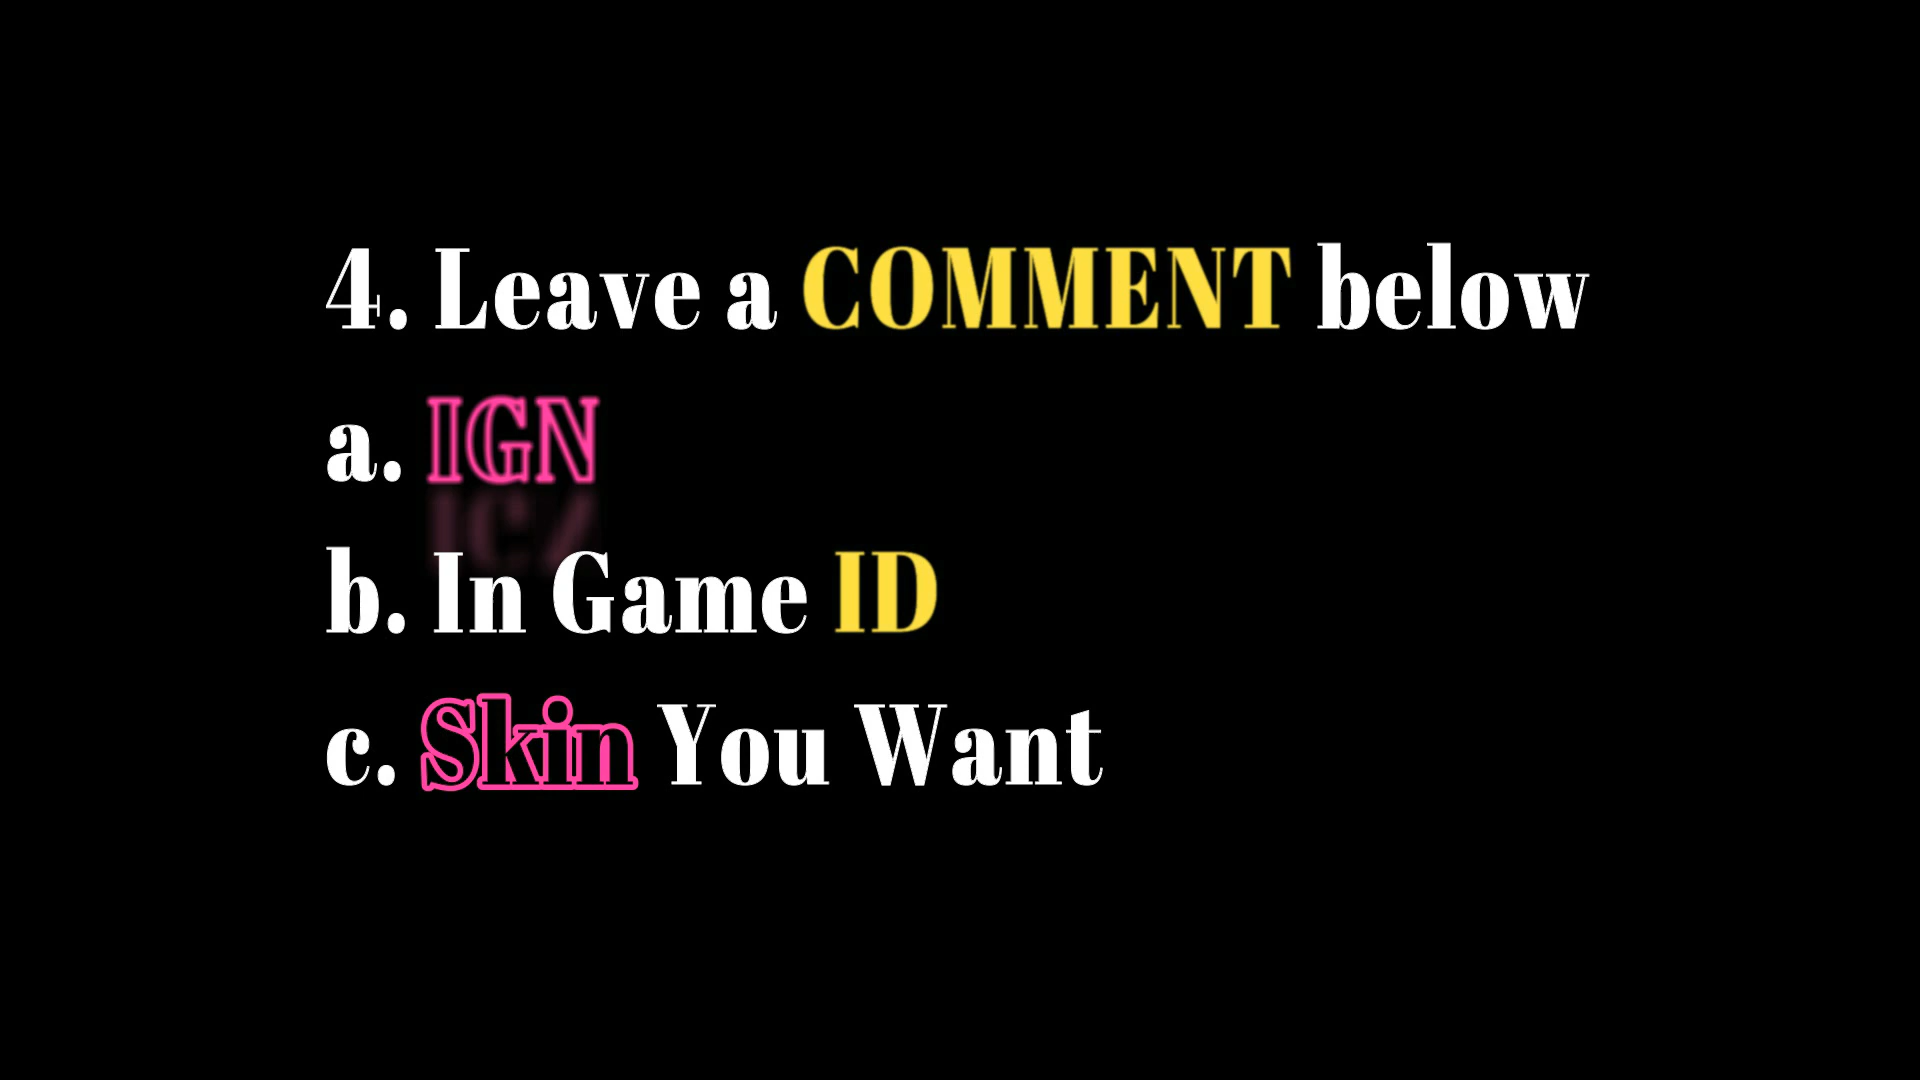 4. Leave a COMMENT below
a. IGN
b. In Game ID
c. Skin You Want